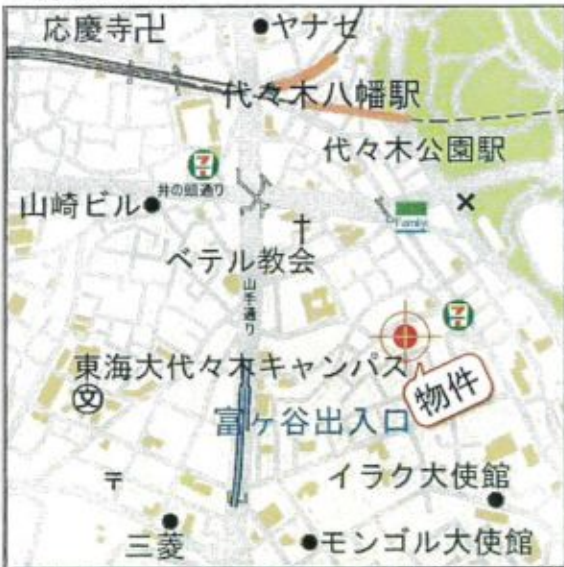 応慶寺卍
ヤナセ
代々木八幡駅
代々木公園駅
井の頭通り
山崎ビル
Family
ベテル教会
山手通り
東海大代々木キャンパス
物件
文
富ヶ谷出入口
〒
イラク大使館
三菱
モンゴル大使館